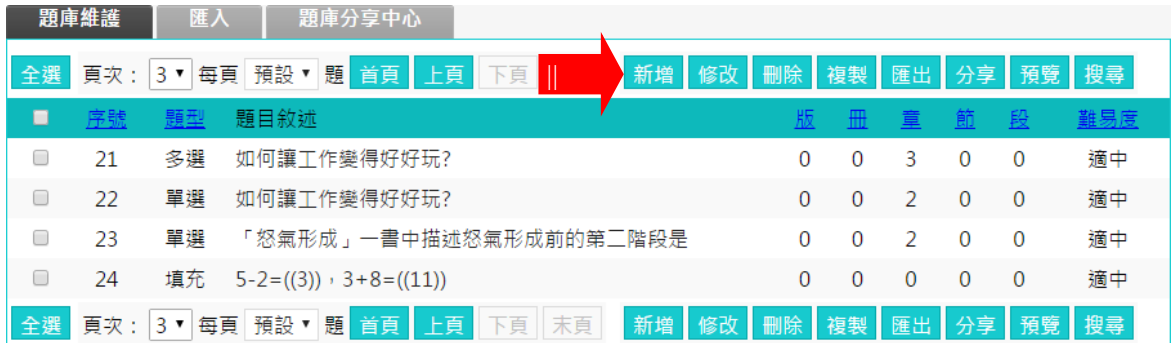 題庫維護 匯入 題庫分享中心
全選 頁次： 3 每頁 預設 題 首頁 上頁 下頁 新增 修改 刪除 複製 匯出 分享 預覽 搜尋
序號 題型 題目敘述 版 冊 章 節 段 難易度
21 多選 如何讓工作變得好好玩? 0 0 3 0 0 適中
22 單選 如何讓工作變得好好玩? 0 0 2 0 0 適中
23 單選 「怒氣形成」一書中描述怒氣形成前的第二階段是 0 0 2 0 0 適中
24 填充 5-2=((3))，3+8=((11)) 0 0 0 0 0 適中
全選 頁次： 3 每頁 預設 題 首頁 上頁 下頁 末頁 新增 修改 刪除 複製 匯出 分享 預覽 搜尋